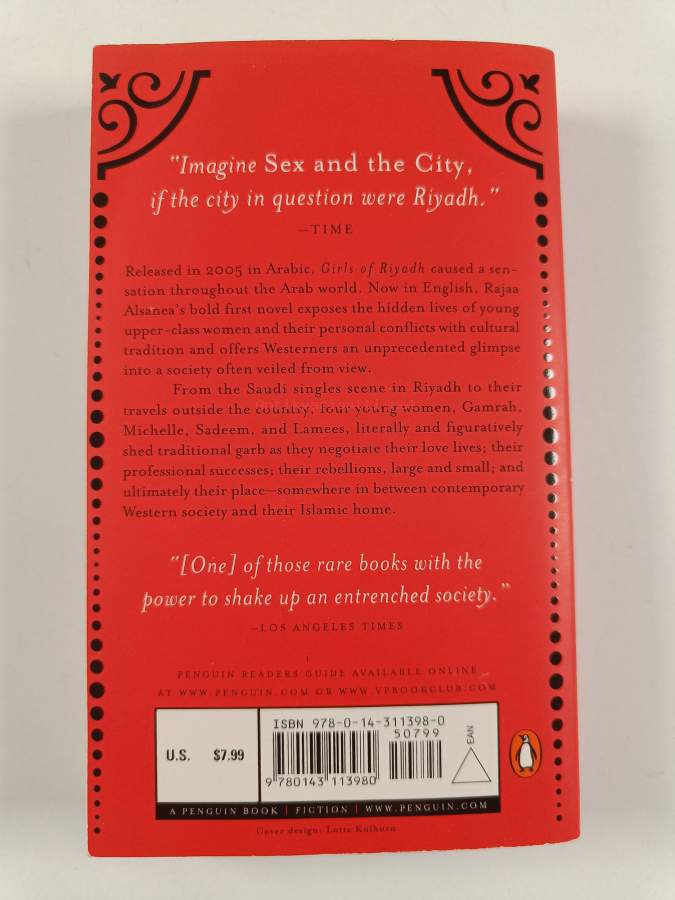 "Imagine Sex and the City,
if the city in question were Riyadh."
—TIME
Released in 2005 in Arabic, Girls of Riyadh caused a sen-
sation throughout the Arab world. Now in English, Rajaa
Alsanea's bold first novel exposes the hidden lives of young
upper-class women and their personal conflicts with cultural
tradition and offers Westerners an unprecedented glimpse
into a society often veiled from view.
From the Saudi singles scene in Riyadh to their
travels outside the country, four young women, Gamrah,
Michelle, Sadeem, and Lamees, literally and figuratively
shed traditional garb as they negotiate their love lives; their
professional successes; their rebellions, large and small; and
ultimately their place—somewhere in between contemporary
Western society and their Islamic home.
"[One] of those rare books with the
power to shake up an entrenched society."
—LOS ANGELES TIMES
PENGUIN READERS GUIDE AVAILABLE ONLINE
AT WWW.PENGUIN.COM OR WWW.VPBOOKCLUB.COM
U.S. $7.99
ISBN 978-0-14-311398-0
50799
EAN
9 780143 113980
A PENGUIN BOOK | FICTION | WWW.PENGUIN.COM
Cover design: Lotta Kulhorn